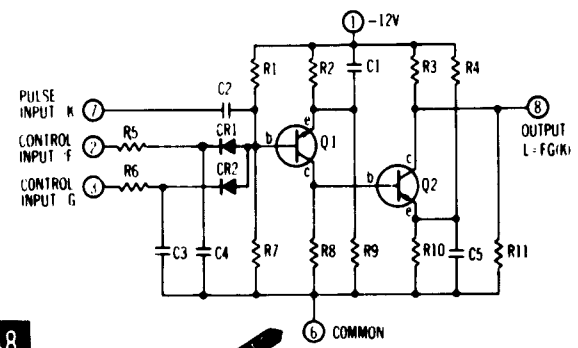 1 -12V
R1 R2 C1 R3 R4
C2
PULSE
INPUT K 7
8
OUTPUT
L=FG(K)
CONTROL
INPUT F 2 R5 CR1 b e Q1
c
CONTROL
INPUT G 3 R6 CR2
b c Q2
e
C3 C4 R7 R8 R9 R10 C5 R11
6 COMMON
8